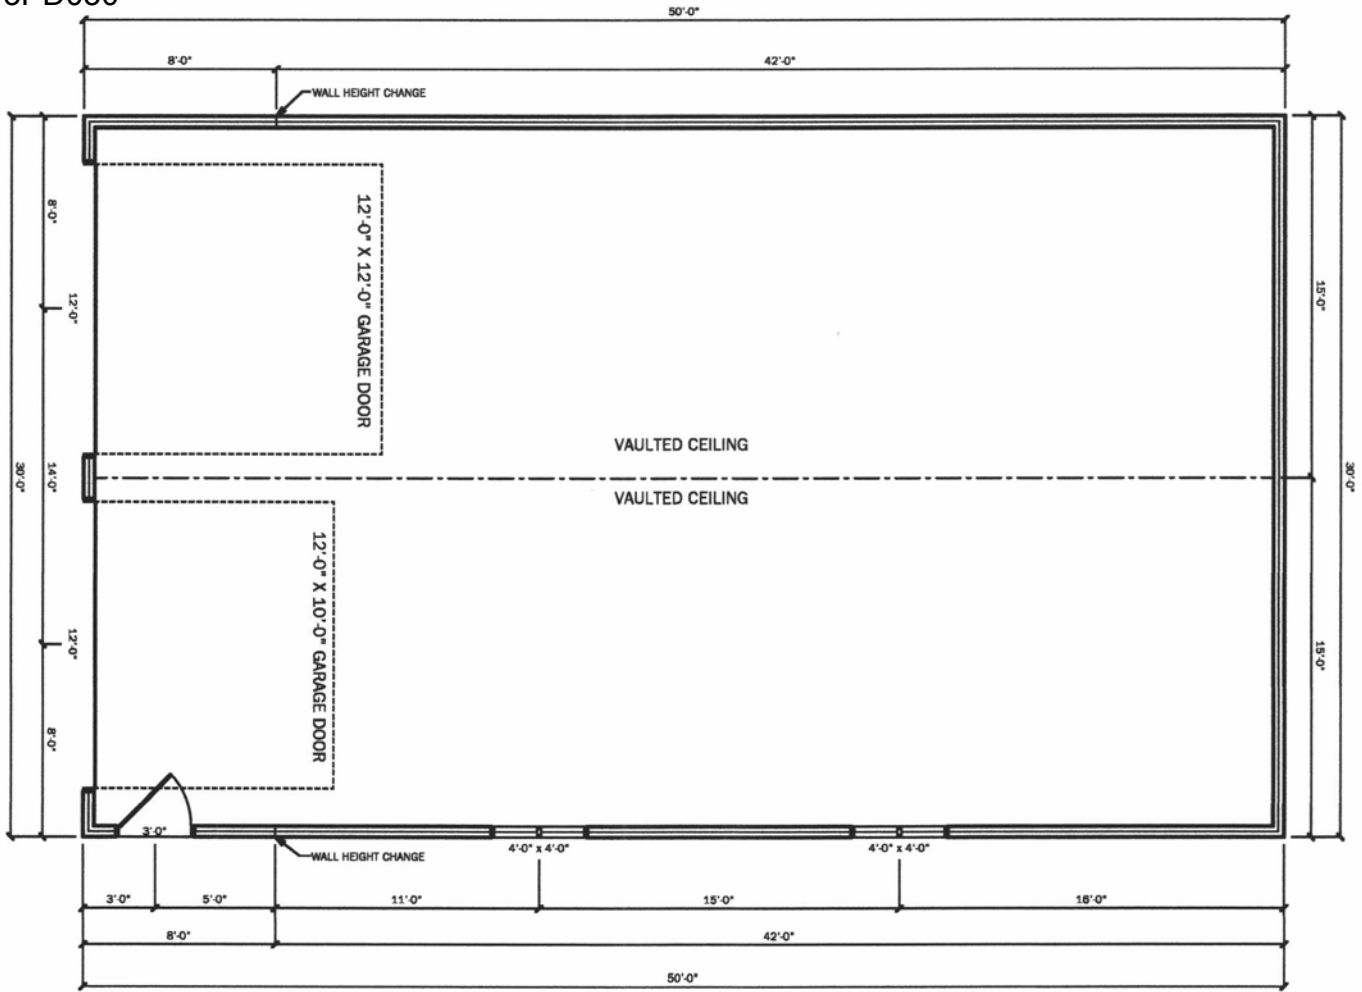 50'-0"
8'-0"
42'-0"
WALL HEIGHT CHANGE
8'-0"
12'-0"
12'-0" X 12'-0" GARAGE DOOR
15'-0"
VAULTED CEILING
30'-0"
14'-0"
30'-0"
VAULTED CEILING
12'-0" X 10'-0" GARAGE DOOR
12'-0"
15'-0"
8'-0"
3'-0"
4'-0" x 4'-0"
4'-0" x 4'-0"
WALL HEIGHT CHANGE
3'-0"
5'-0"
11'-0"
15'-0"
16'-0"
8'-0"
42'-0"
50'-0"